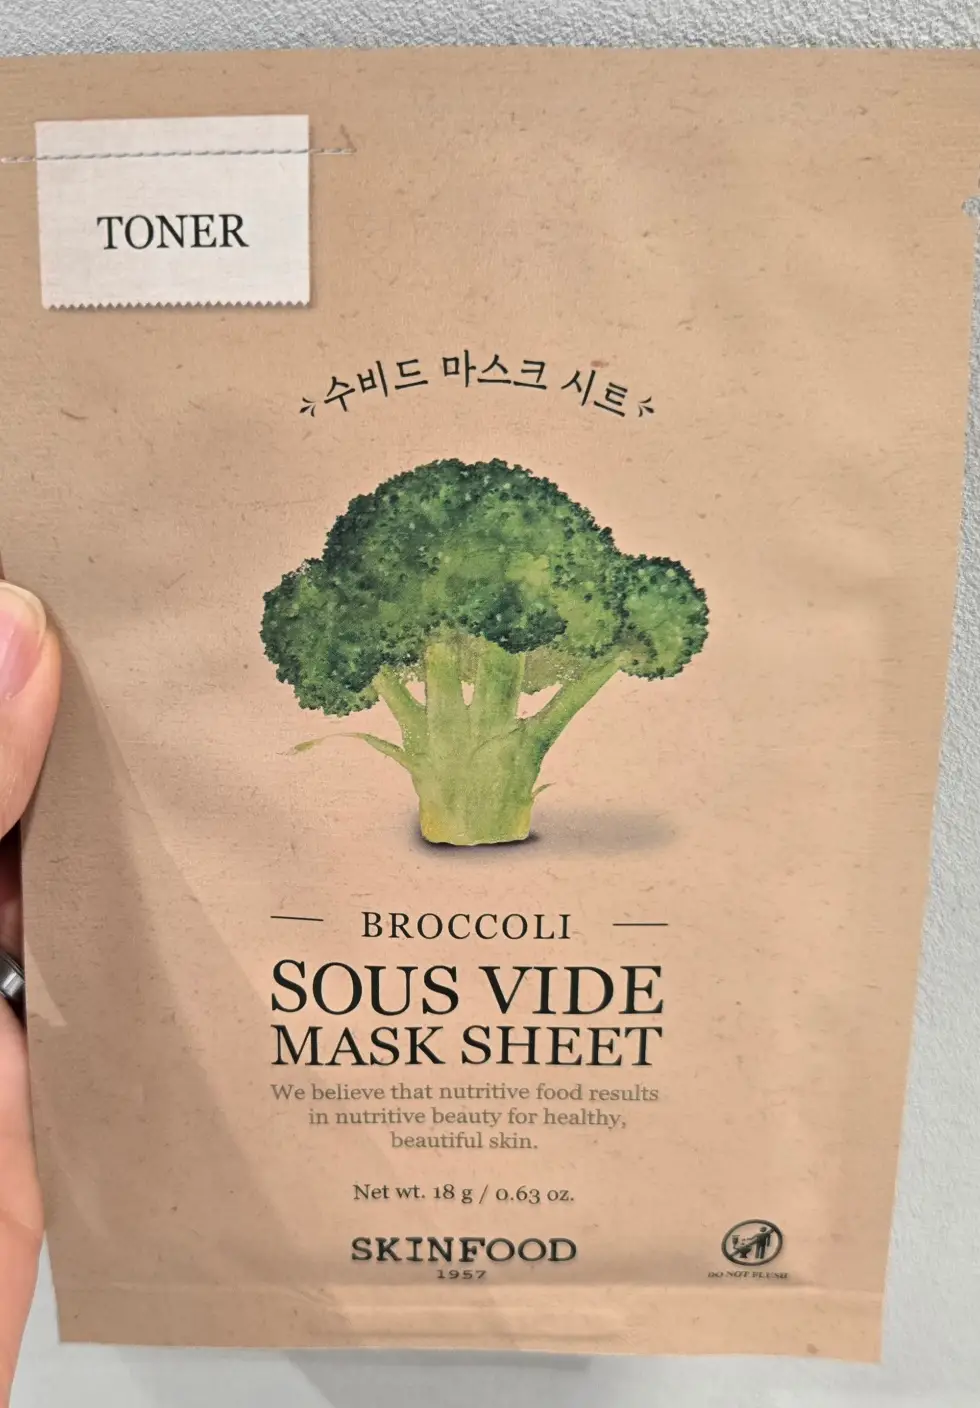 TONER
수비드 마스크 시트
BROCCOLI
SOUS VIDE
MASK SHEET
We believe that nutritive food results
in nutritive beauty for healthy,
beautiful skin.
Net wt. 18 g / 0.63 oz.
SKINFOOD
1957
DO NOT FLUSH